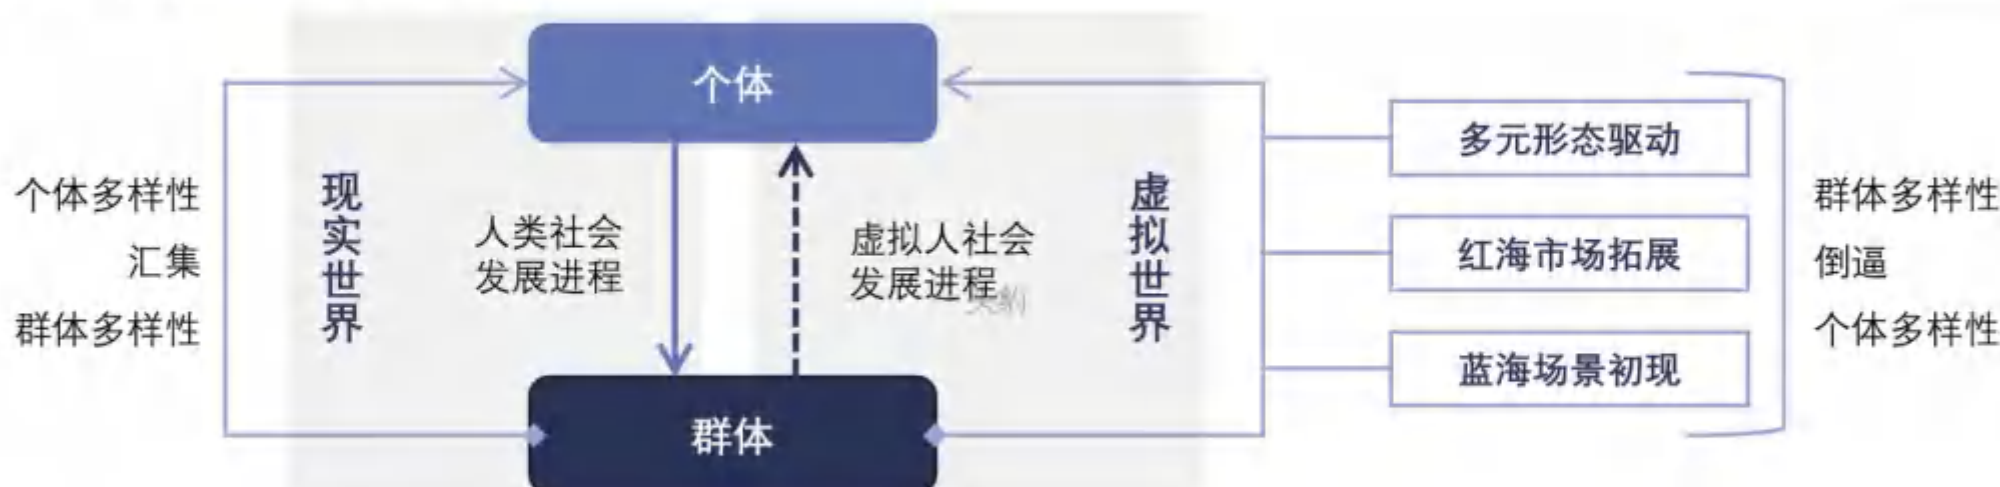 个体
多元形态驱动
现实世界
虚拟世界
个体多样性
汇集
群体多样性
人类社会
发展进程
虚拟人社会
发展进程
红海市场拓展
群体多样性
倒逼
个体多样性
蓝海场景初现
群体